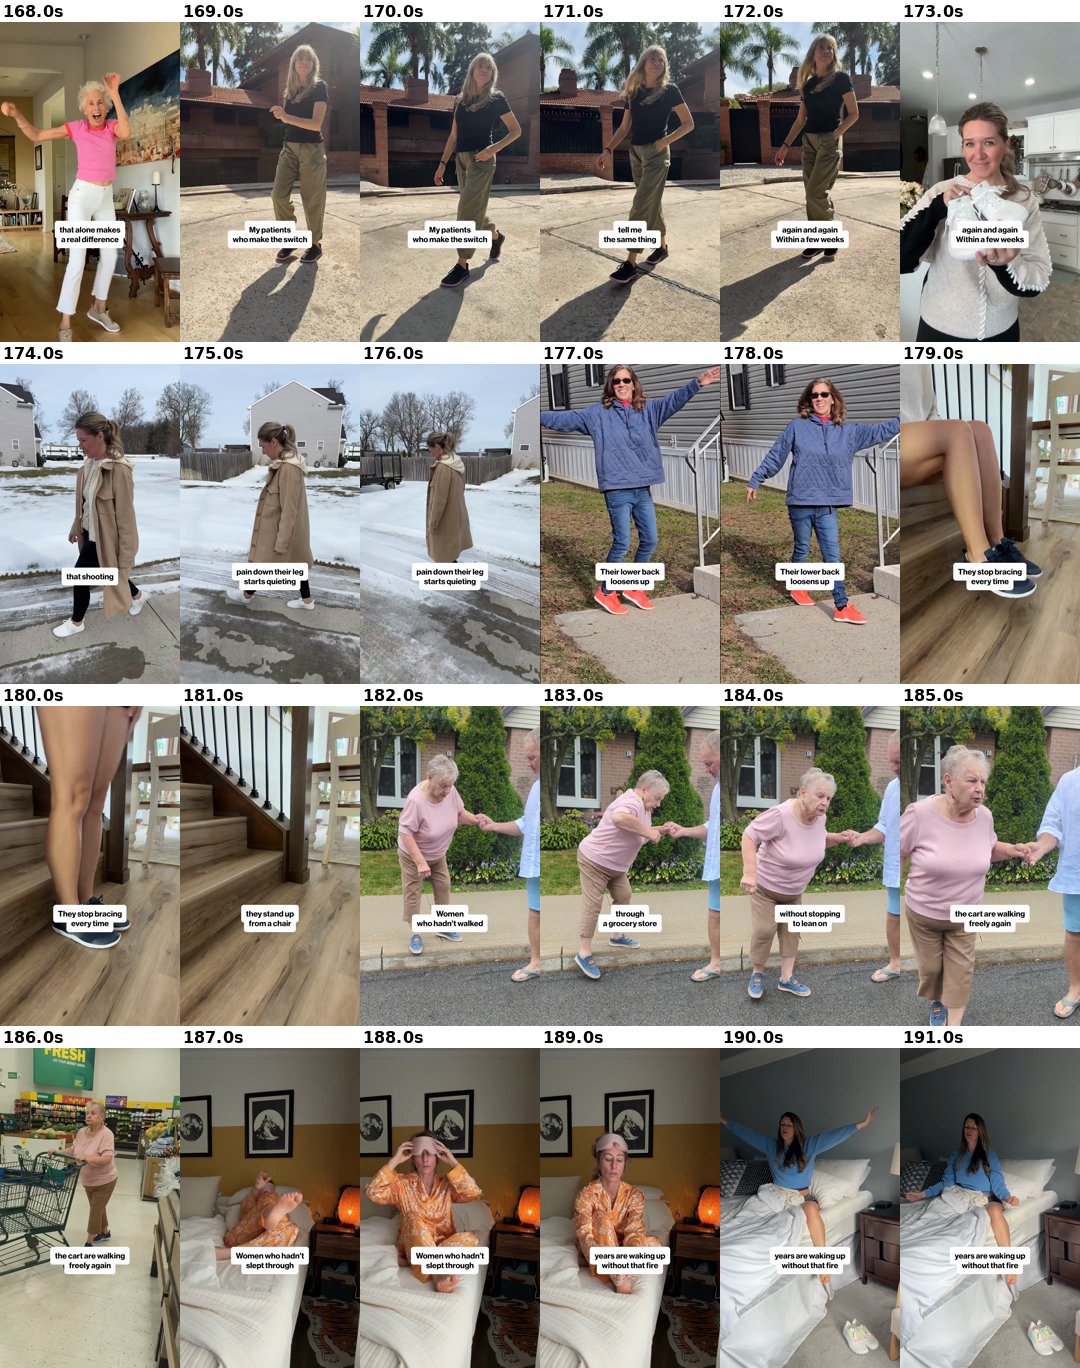 168.0s
169.0s
170.0s
171.0s
172.0s
173.0s
that alone makes
a real difference
My patients
who make the switch
My patients
who make the switch
tell me
the same thing
again and again
Within a few weeks
again and again
Within a few weeks
174.0s
175.0s
176.0s
177.0s
178.0s
179.0s
that shooting
pain down their leg
starts quieting
pain down their leg
starts quieting
Their lower back
loosens up
Their lower back
loosens up
They stop bracing
every time
180.0s
181.0s
182.0s
183.0s
184.0s
185.0s
They stop bracing
every time
they stand up
from a chair
Women
who hadn't walked
through
a grocery store
without stopping
to lean on
the cart are walking
freely again
186.0s
187.0s
188.0s
189.0s
190.0s
191.0s
FRESH
the cart are walking
freely again
Women who hadn't
slept through
Women who hadn't
slept through
years are waking up
without that fire
years are waking up
without that fire
years are waking up
without that fire